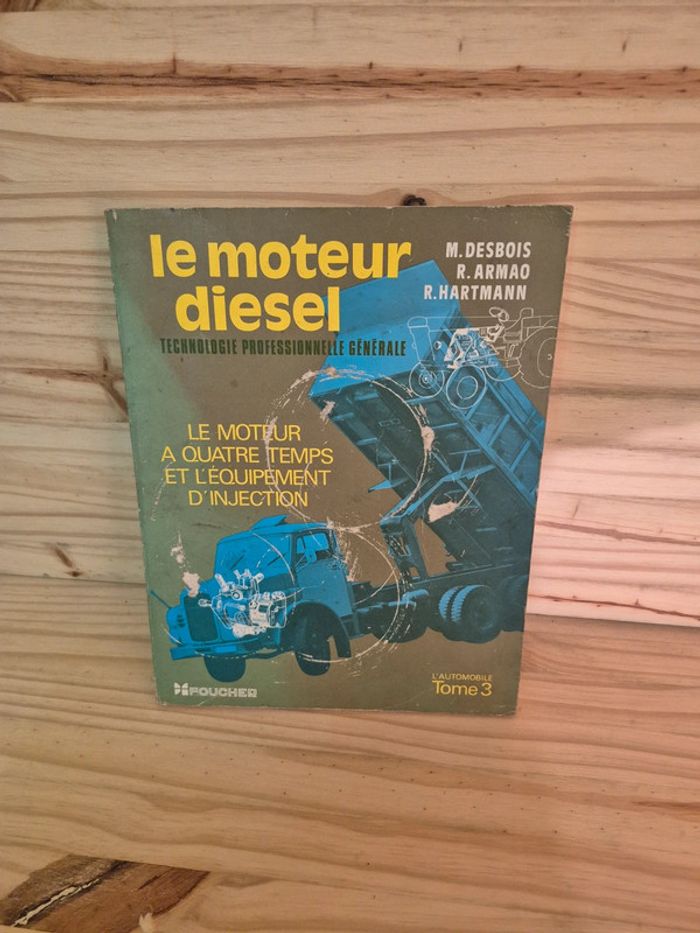 le moteur
diesel
TECHNOLOGIE PROFESSIONNELLE GÉNÉRALE
M. DESBOIS
R. ARMAO
R. HARTMANN
LE MOTEUR
A QUATRE TEMPS
ET L'ÉQUIPEMENT
D'INJECTION
FOUCHER
L'AUTOMOBILE
Tome 3